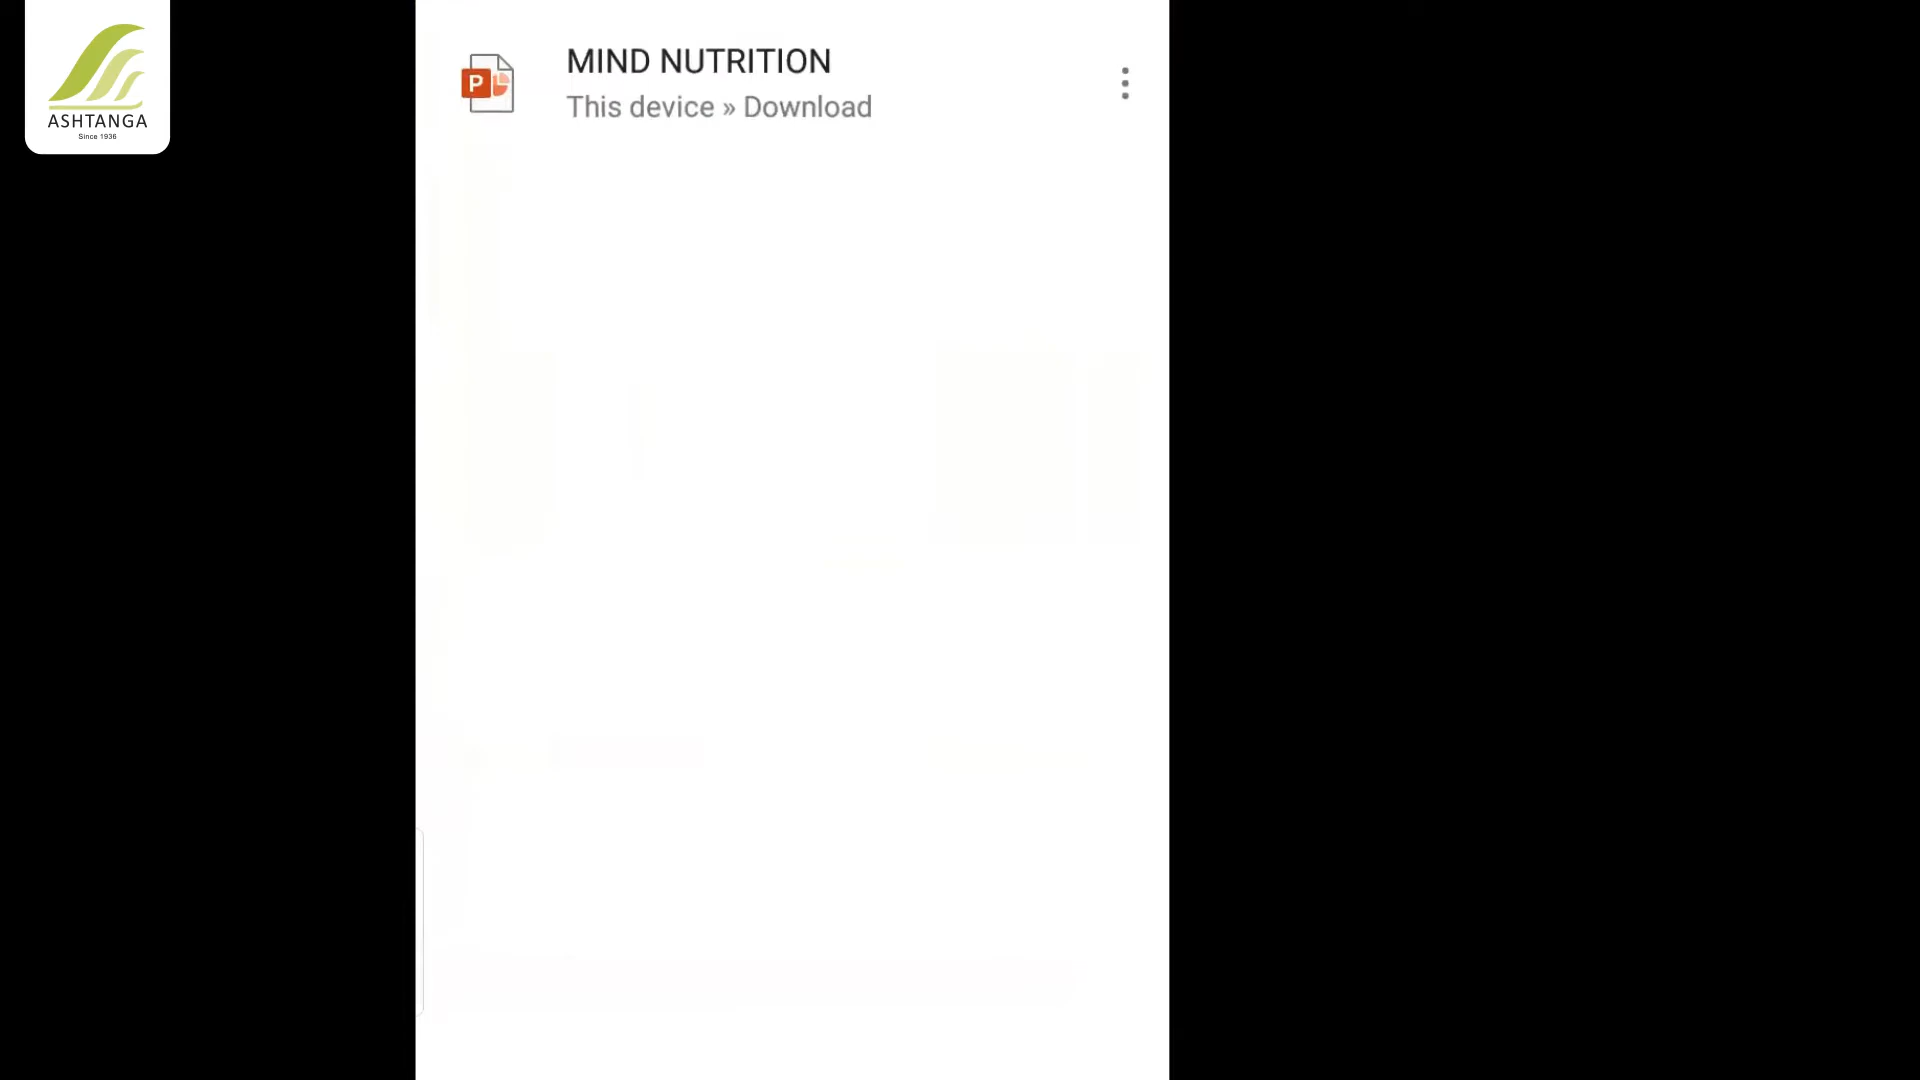 ASHTANGA
Since 1936
MIND NUTRITION
This device » Download
P